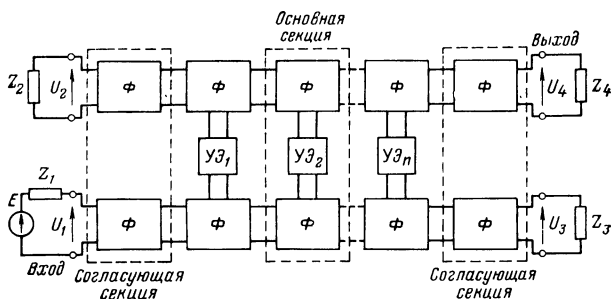 Основная
секция
Выход
Z₂
U₂
Ф
Ф
Ф
Ф
Ф
U₄
Z₄
УЭ₁
УЭ₂
УЭₙ
E
Z₁
U₁
Ф
Ф
Ф
Ф
Ф
U₃
Z₃
Вход
Согласующая
секция
Согласующая
секция